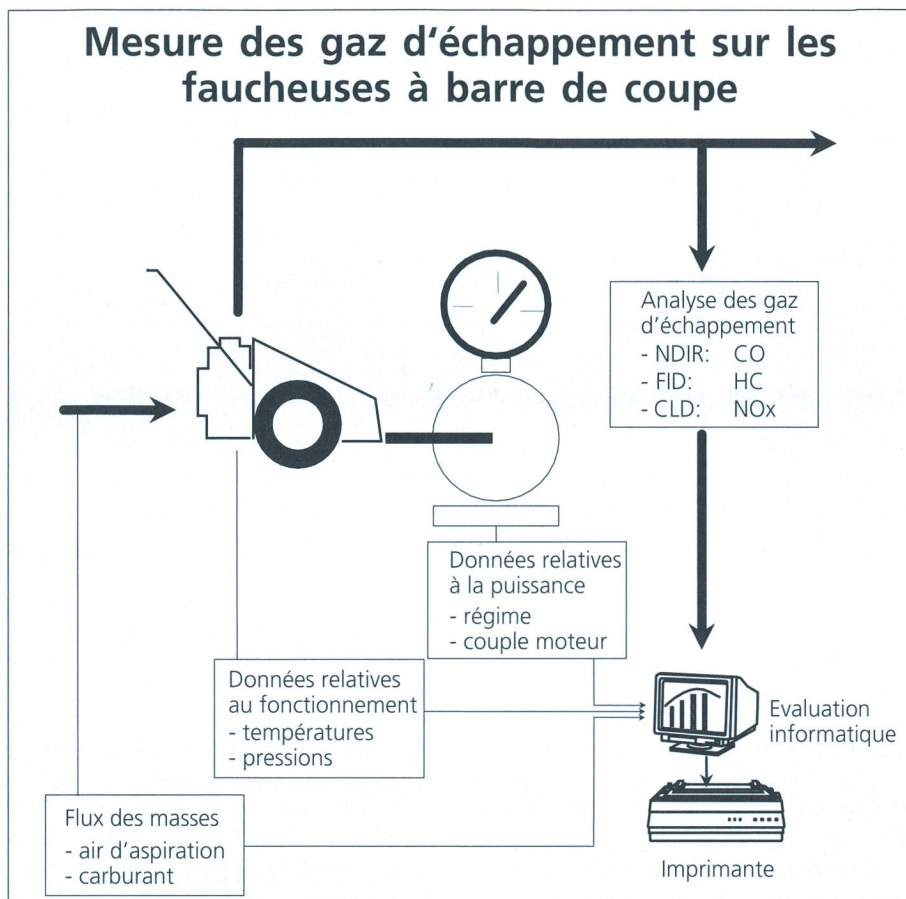 Mesure des gaz d'échappement sur les
faucheuses à barre de coupe
Analyse des gaz
d'échappement
- NDIR: CO
- FID: HC
- CLD: NOx
Données relatives
à la puissance
- régime
- couple moteur
Données relatives
au fonctionnement
- températures
- pressions
Evaluation
informatique
Flux des masses
- air d'aspiration
- carburant
Imprimante